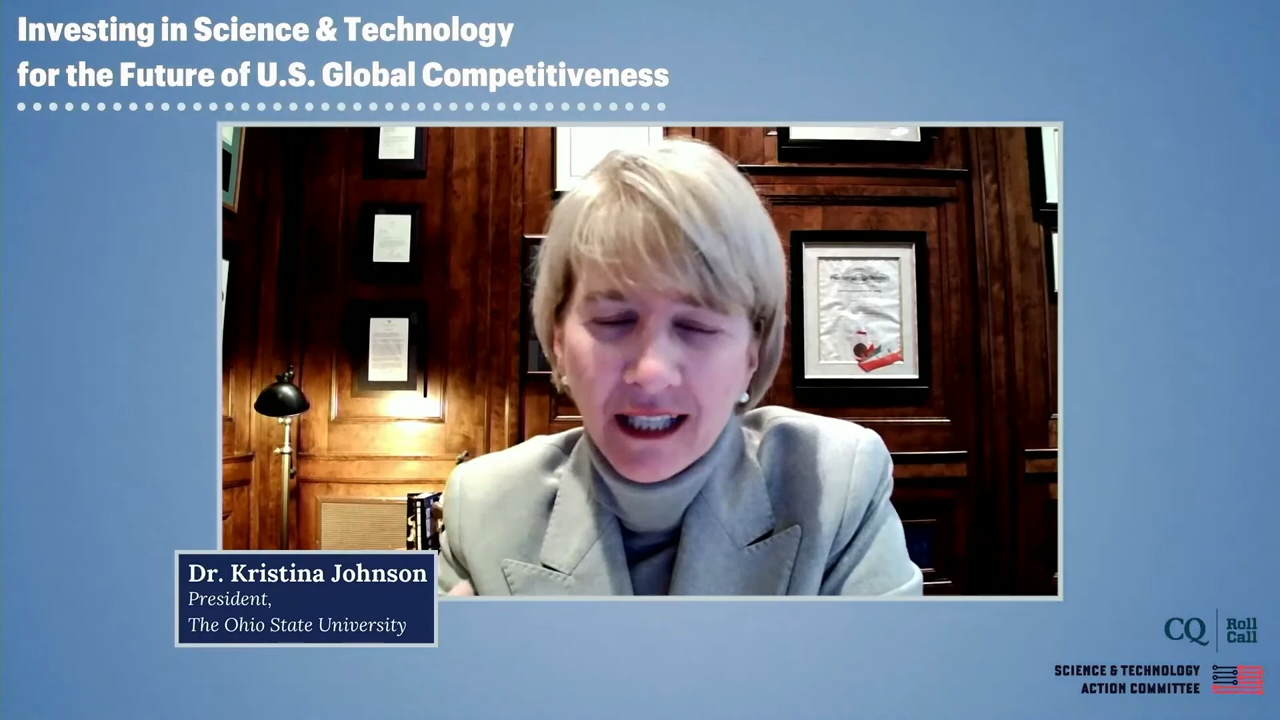 Investing in Science & Technology
for the Future of U.S. Global Competitiveness
Dr. Kristina Johnson
President,
The Ohio State University
CQ
Roll
Call
SCIENCE & TECHNOLOGY
ACTION COMMITTEE